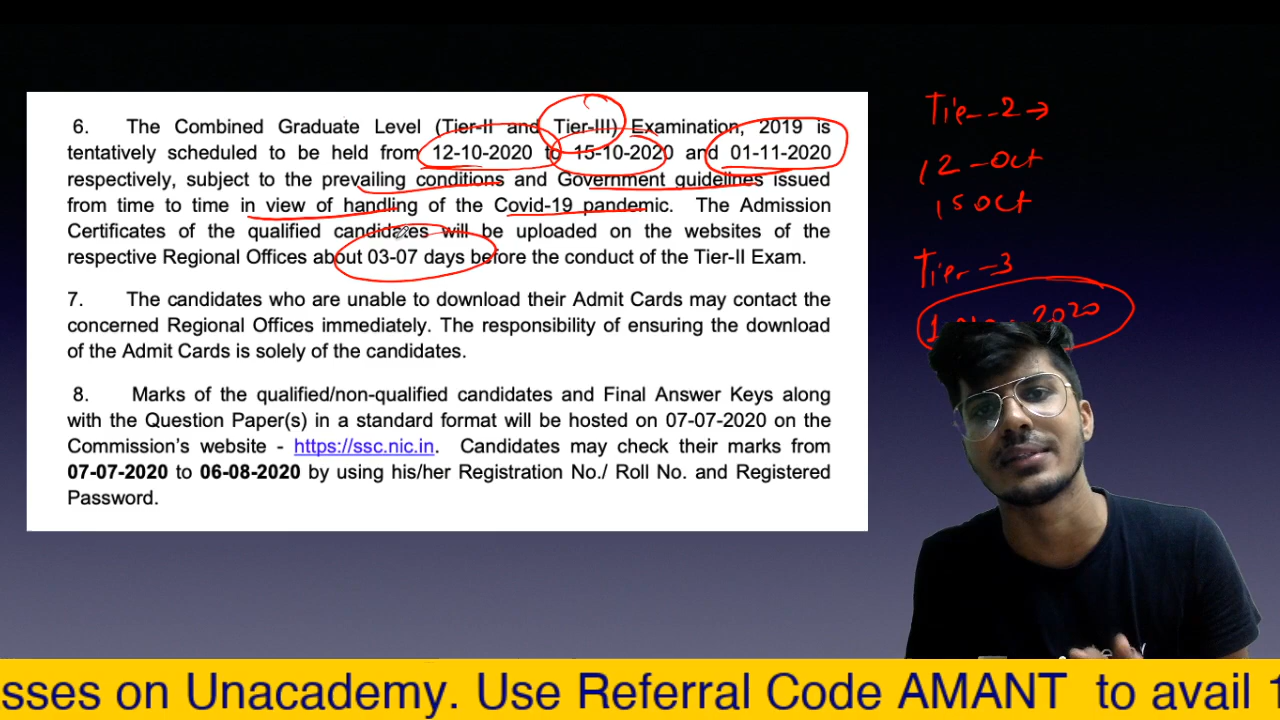 6. The Combined Graduate Level (Tier-II and Tier-III) Examination, 2019 is
tentatively scheduled to be held from 12-10-2020 to 15-10-2020 and 01-11-2020
respectively, subject to the prevailing conditions and Government guidelines issued
from time to time in view of handling of the Covid-19 pandemic. The Admission
Certificates of the qualified candidates will be uploaded on the websites of the
respective Regional Offices about 03-07 days before the conduct of the Tier-II Exam.
7. The candidates who are unable to download their Admit Cards may contact the
concerned Regional Offices immediately. The responsibility of ensuring the download
of the Admit Cards is solely of the candidates.
8. Marks of the qualified/non-qualified candidates and Final Answer Keys along
with the Question Paper(s) in a standard format will be hosted on 07-07-2020 on the
Commission's website - https://ssc.nic.in. Candidates may check their marks from
07-07-2020 to 06-08-2020 by using his/her Registration No./ Roll No. and Registered
Password.
Tier-2 →
12-Oct
15 Oct
Tier-3
1 2020
sses on Unacademy. Use Referral Code AMANT to avail 1